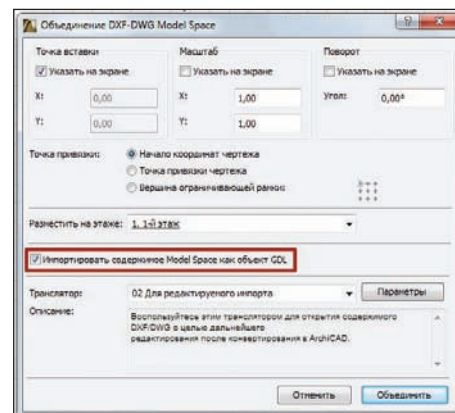 Объединение DXF-DWG Model Space
Точка вставки Масштаб Поворот
Указать на экране Указать на экране Указать на экране
X: 0,00 X: 1,00 Угол: 0,00°
Y: 0,00 Y: 1,00
Точка привязки: Начало координат чертежа
Точка привязки чертежа
Вершина ограничивающей рамки:
Разместить на этаже: 1. 1-й этаж
Импортировать содержимое Model Space как объект GDL
Транслятор: 02 Для редактируемого импорта Параметры
Описание: Воспользуйтесь этим транслятором для открытия содержимого
DXF/DWG с целью дальнейшего
редактирования после конвертирования в ArchiCAD.
Отменить Объединить